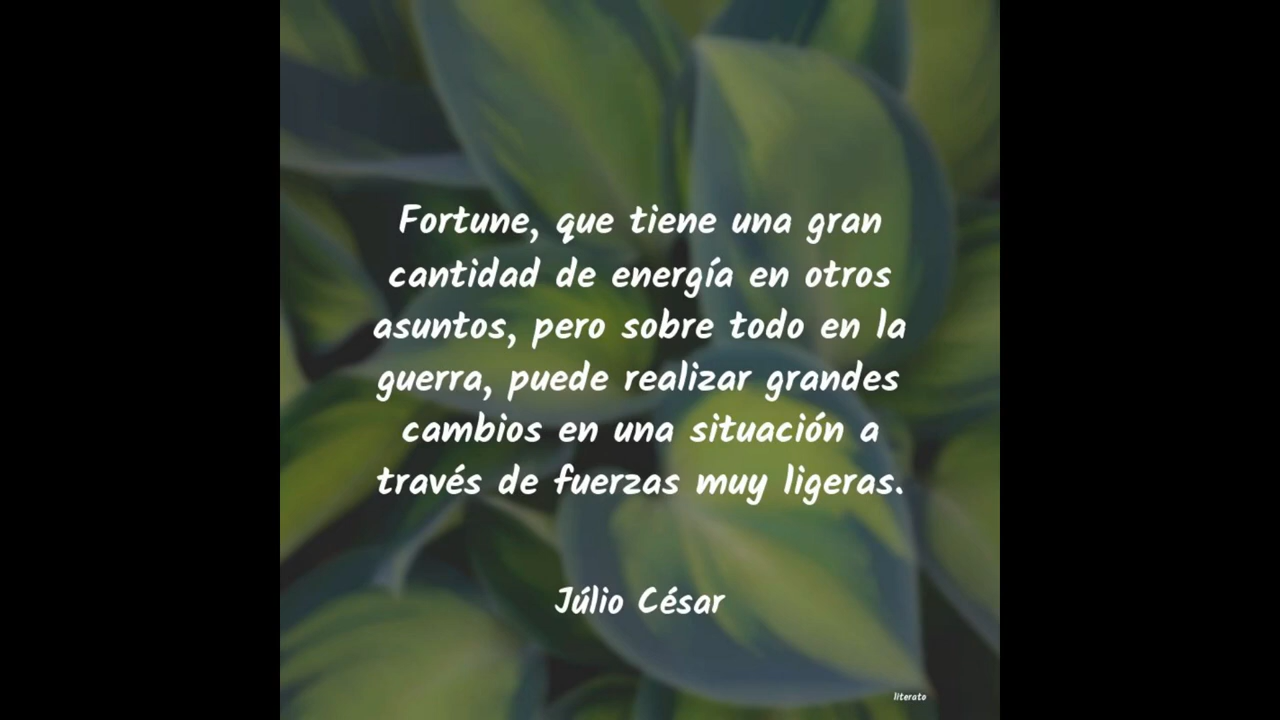 Fortune, que tiene una gran
cantidad de energía en otros
asuntos, pero sobre todo en la
guerra, puede realizar grandes
cambios en una situación a
través de fuerzas muy ligeras.
Júlio César
literato